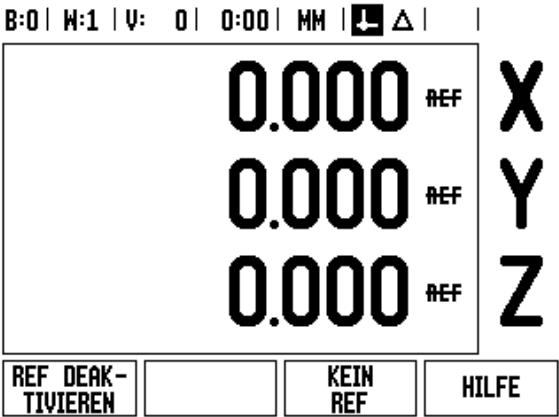 B:0 | W:1 | V: 0 | 0:00 | MM | Δ | |
0.000 REF X
0.000 REF Y
0.000 REF Z
REF DEAK-
TIVIEREN
KEIN
REF
HILFE